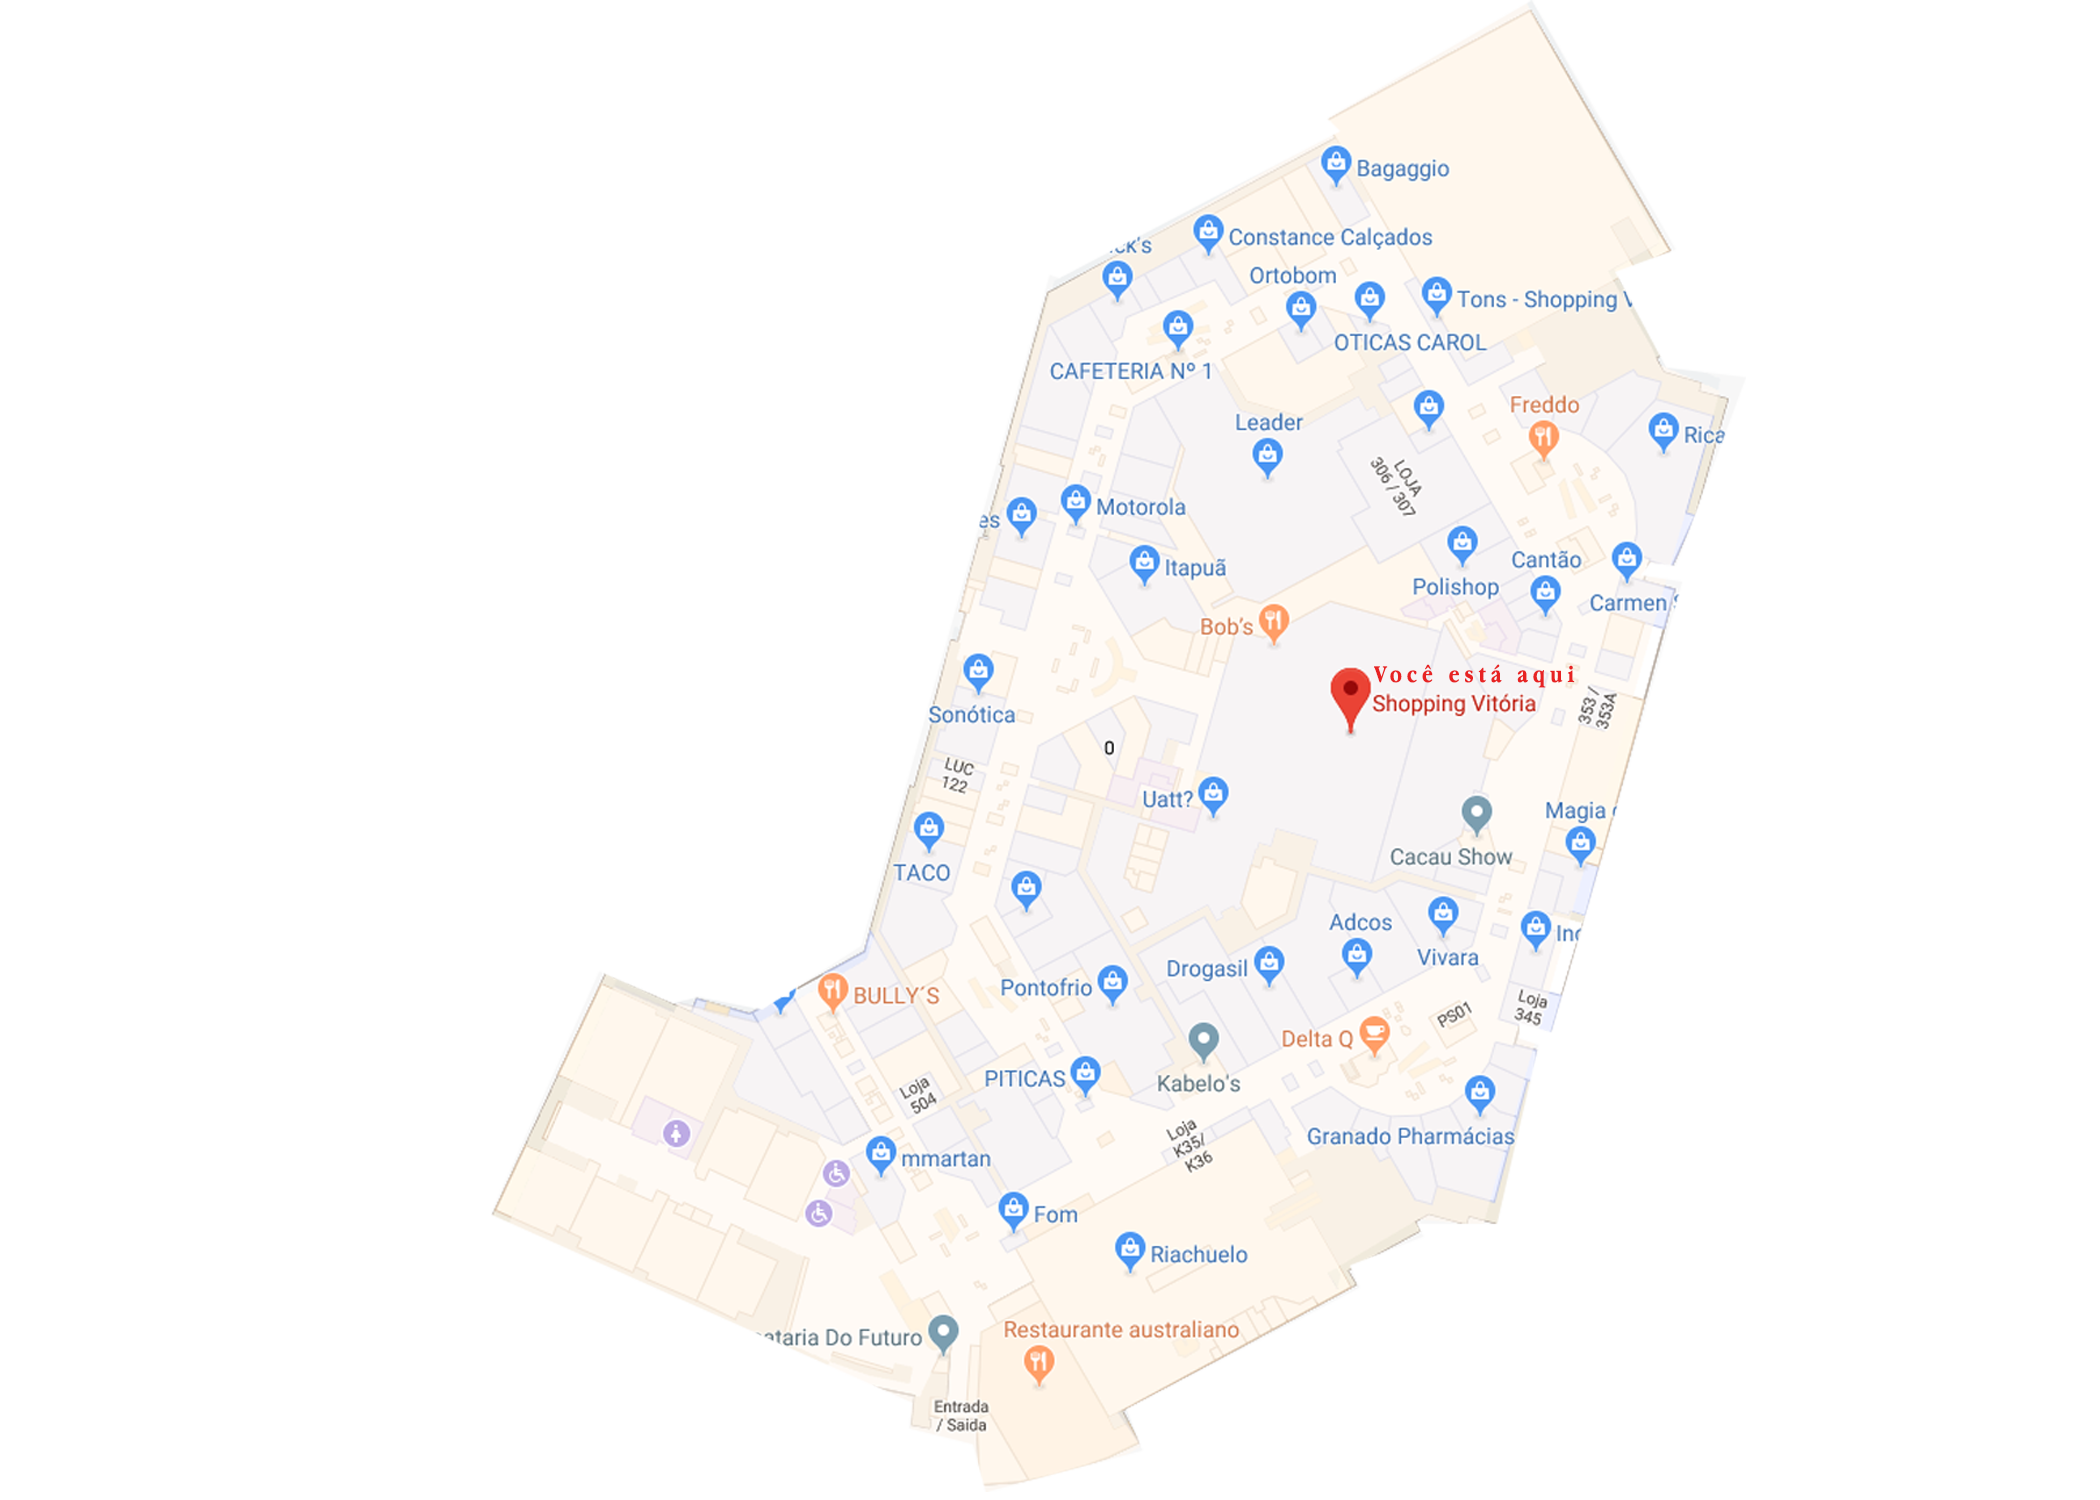 Bagaggio
Constance Calçados
Ortobom
Tons - Shopping
OTICAS CAROL
CAFETERIA Nº 1
Freddo
Leader
Rica
LOJA
306 / 307
Motorola
es
Itapuã
Cantão
Polishop
Carmen
Bob's
Você está aqui
Shopping Vitória
353 /
353A
Sonótica
0
LUC
122
Uatt?
Magia
Cacau Show
TACO
Adcos
Vivara
Drogasil
Pontofrio
BULLY´S
Loja
345
PS01
Delta Q
PITICAS
Kabelo's
Loja
504
Loja
K35/
K36
Granado Pharmácias
mmartan
Fom
Riachuelo
Restaurante australiano
Do Futuro
Entrada
/ Saida